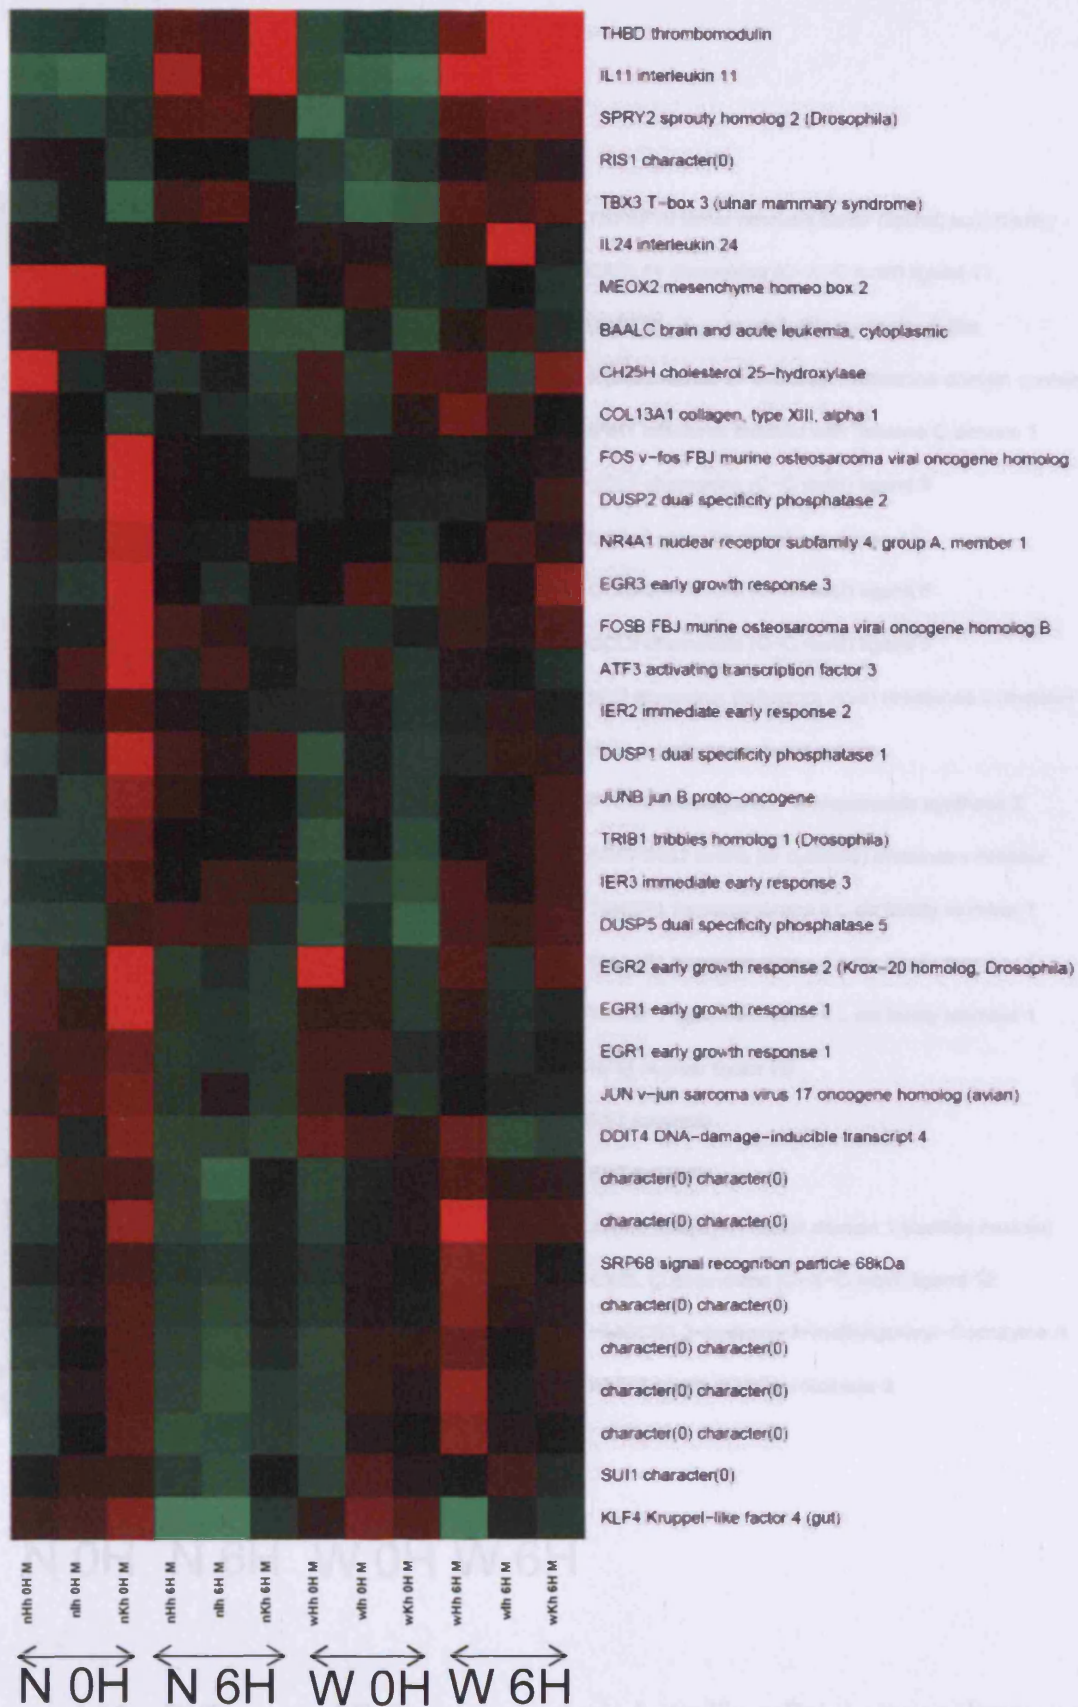 THBD thrombomodulin
IL11 interleukin 11
SPRY2 sprouty homolog 2 (Drosophila)
RIS1 character(0)
TBX3 T-box 3 (ulnar mammary syndrome)
IL24 interleukin 24
MEOX2 mesenchyme homeo box 2
BAALC brain and acute leukemia, cytoplasmic
CH25H cholesterol 25-hydroxylase
COL13A1 collagen, type XIII, alpha 1
FOS v-fos FBJ murine osteosarcoma viral oncogene homolog
DUSP2 dual specificity phosphatase 2
NR4A1 nuclear receptor subfamily 4, group A, member 1
EGR3 early growth response 3
FOSB FBJ murine osteosarcoma viral oncogene homolog B
ATF3 activating transcription factor 3
IER2 immediate early response 2
DUSP1 dual specificity phosphatase 1
JUNB jun B proto-oncogene
TRIB1 tribbles homolog 1 (Drosophila)
IER3 immediate early response 3
DUSP5 dual specificity phosphatase 5
EGR2 early growth response 2 (Krox-20 homolog, Drosophila)
EGR1 early growth response 1
EGR1 early growth response 1
JUN v-jun sarcoma virus 17 oncogene homolog (avian)
DDIT4 DNA-damage-inducible transcript 4
character(0) character(0)
character(0) character(0)
SRP68 signal recognition particle 68kDa
character(0) character(0)
character(0) character(0)
character(0) character(0)
character(0) character(0)
SUI1 character(0)
KLF4 Kruppel-like factor 4 (gut)
nHh 0H M
nIh 0H M
nKh 0H M
nHh 6H M
nIh 6H M
nKh 6H M
wHh 0H M
wIh 0H M
wKh 0H M
wHh 6H M
wIh 6H M
wKh 6H M
N 0H N 6H W 0H W 6H